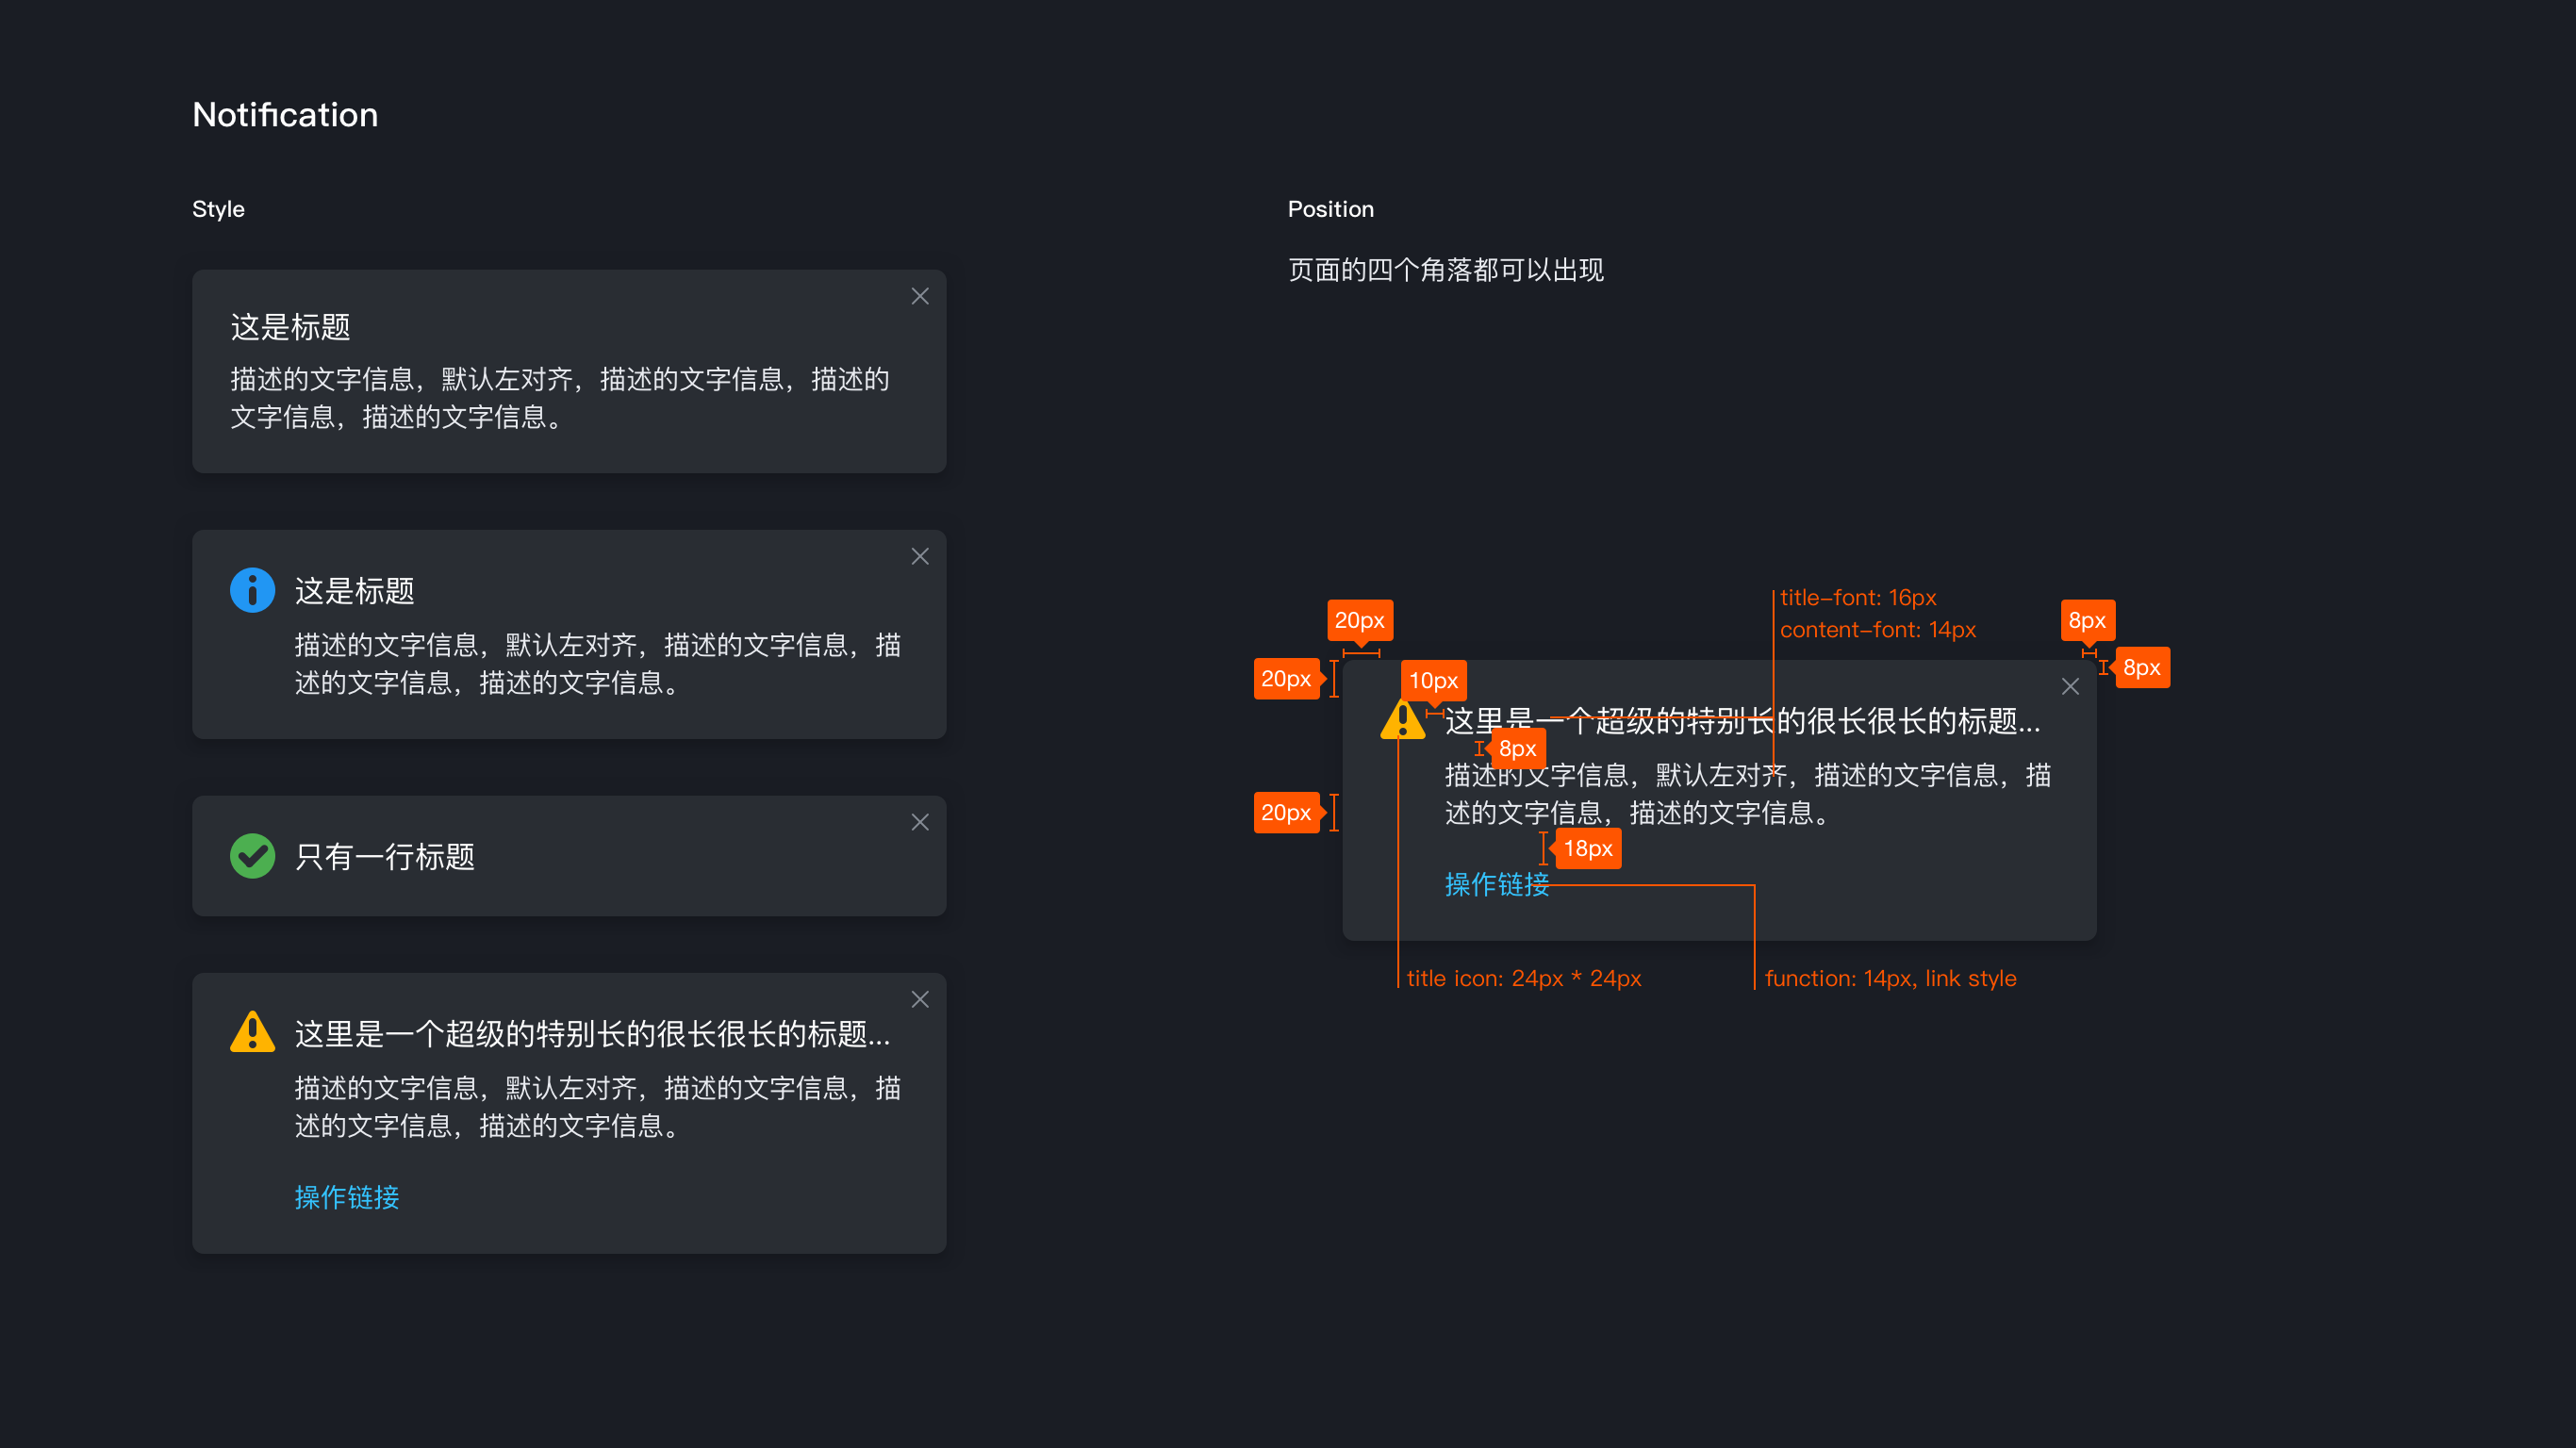 Notification
Style
这是标题
描述的文字信息，默认左对齐，描述的文字信息，描述的
文字信息，描述的文字信息。
这是标题
描述的文字信息，默认左对齐，描述的文字信息，描
述的文字信息，描述的文字信息。
只有一行标题
这里是一个超级的特别长的很长很长的标题...
描述的文字信息，默认左对齐，描述的文字信息，描
述的文字信息，描述的文字信息。
操作链接
Position
页面的四个角落都可以出现
title-font: 16px
content-font: 14px
20px
8px
20px
8px
10px
这里是一个超级的特别长的很长很长的标题...
8px
描述的文字信息，默认左对齐，描述的文字信息，描
述的文字信息，描述的文字信息。
20px
18px
操作链接
title icon: 24px * 24px
function: 14px, link style